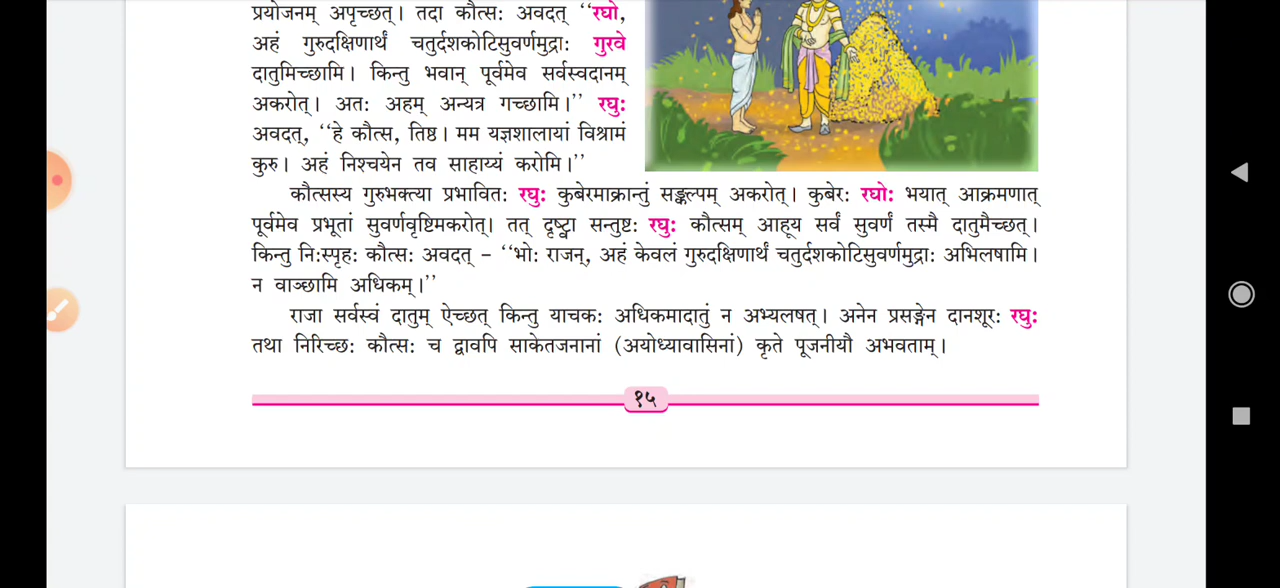 प्रयोजनम् अपृच्छत्। तदा कौत्सः अवदत् ‘‘रघो,
अहं गुरुदक्षिणार्थं चतुर्दशकोटिसुवर्णमुद्राः गुरवे
दातुमिच्छामि। किन्तु भवान् पूर्वमेव सर्वस्वदानम्
अकरोत्। अतः अहम् अन्यत्र गच्छामि।’’ रघुः
अवदत्, ‘‘हे कौत्स, तिष्ठ। मम यज्ञशालायां विश्रामं
कुरु। अहं निश्चयेन तव साहाय्यं करोमि।’’
कौत्सस्य गुरुभक्त्या प्रभावितः रघुः कुबेरमाक्रान्तुं सङ्कल्पम् अकरोत्। कुबेरः रघोः भयात् आक्रमणात्
पूर्वमेव प्रभूतां सुवर्णवृष्टिमकरोत्। तत् दृष्ट्वा सन्तुष्टः रघुः कौत्सम् आहूय सर्वं सुवर्णं तस्मै दातुमैच्छत्।
किन्तु निःस्पृहः कौत्सः अवदत् – ‘‘भोः राजन्, अहं केवलं गुरुदक्षिणार्थं चतुर्दशकोटिसुवर्णमुद्राः अभिलषामि।
न वाञ्छामि अधिकम्।’’
राजा सर्वस्वं दातुम् ऐच्छत् किन्तु याचकः अधिकमादातुं न अभ्यलषत्। अनेन प्रसङ्गेन दानशूरः रघुः
तथा निरिच्छः कौत्सः च द्वावपि साकेतजनानां (अयोध्यावासिनां) कृते पूजनीयौ अभवताम्।
१५